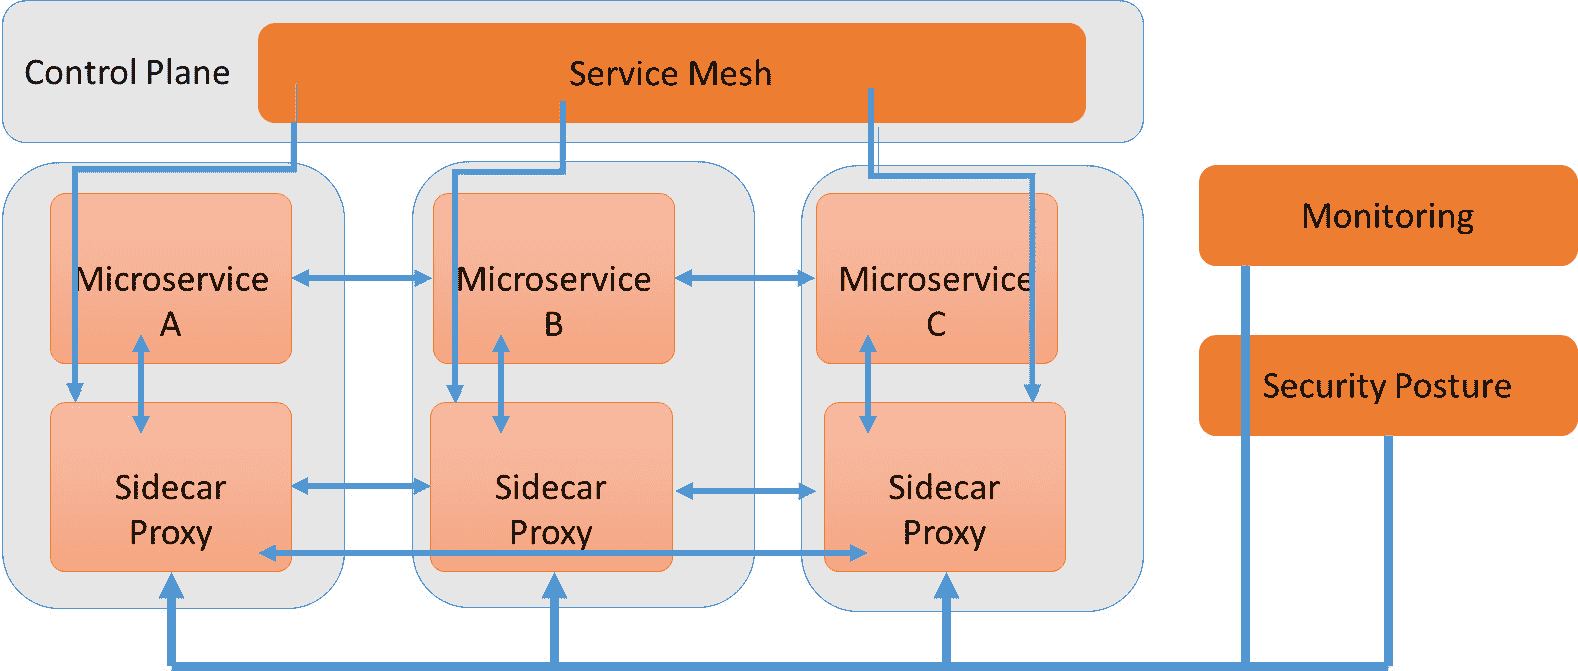 Control Plane
Service Mesh
Microservice
A
Microservice
B
Microservice
C
Monitoring
Security Posture
Sidecar
Proxy
Sidecar
Proxy
Sidecar
Proxy